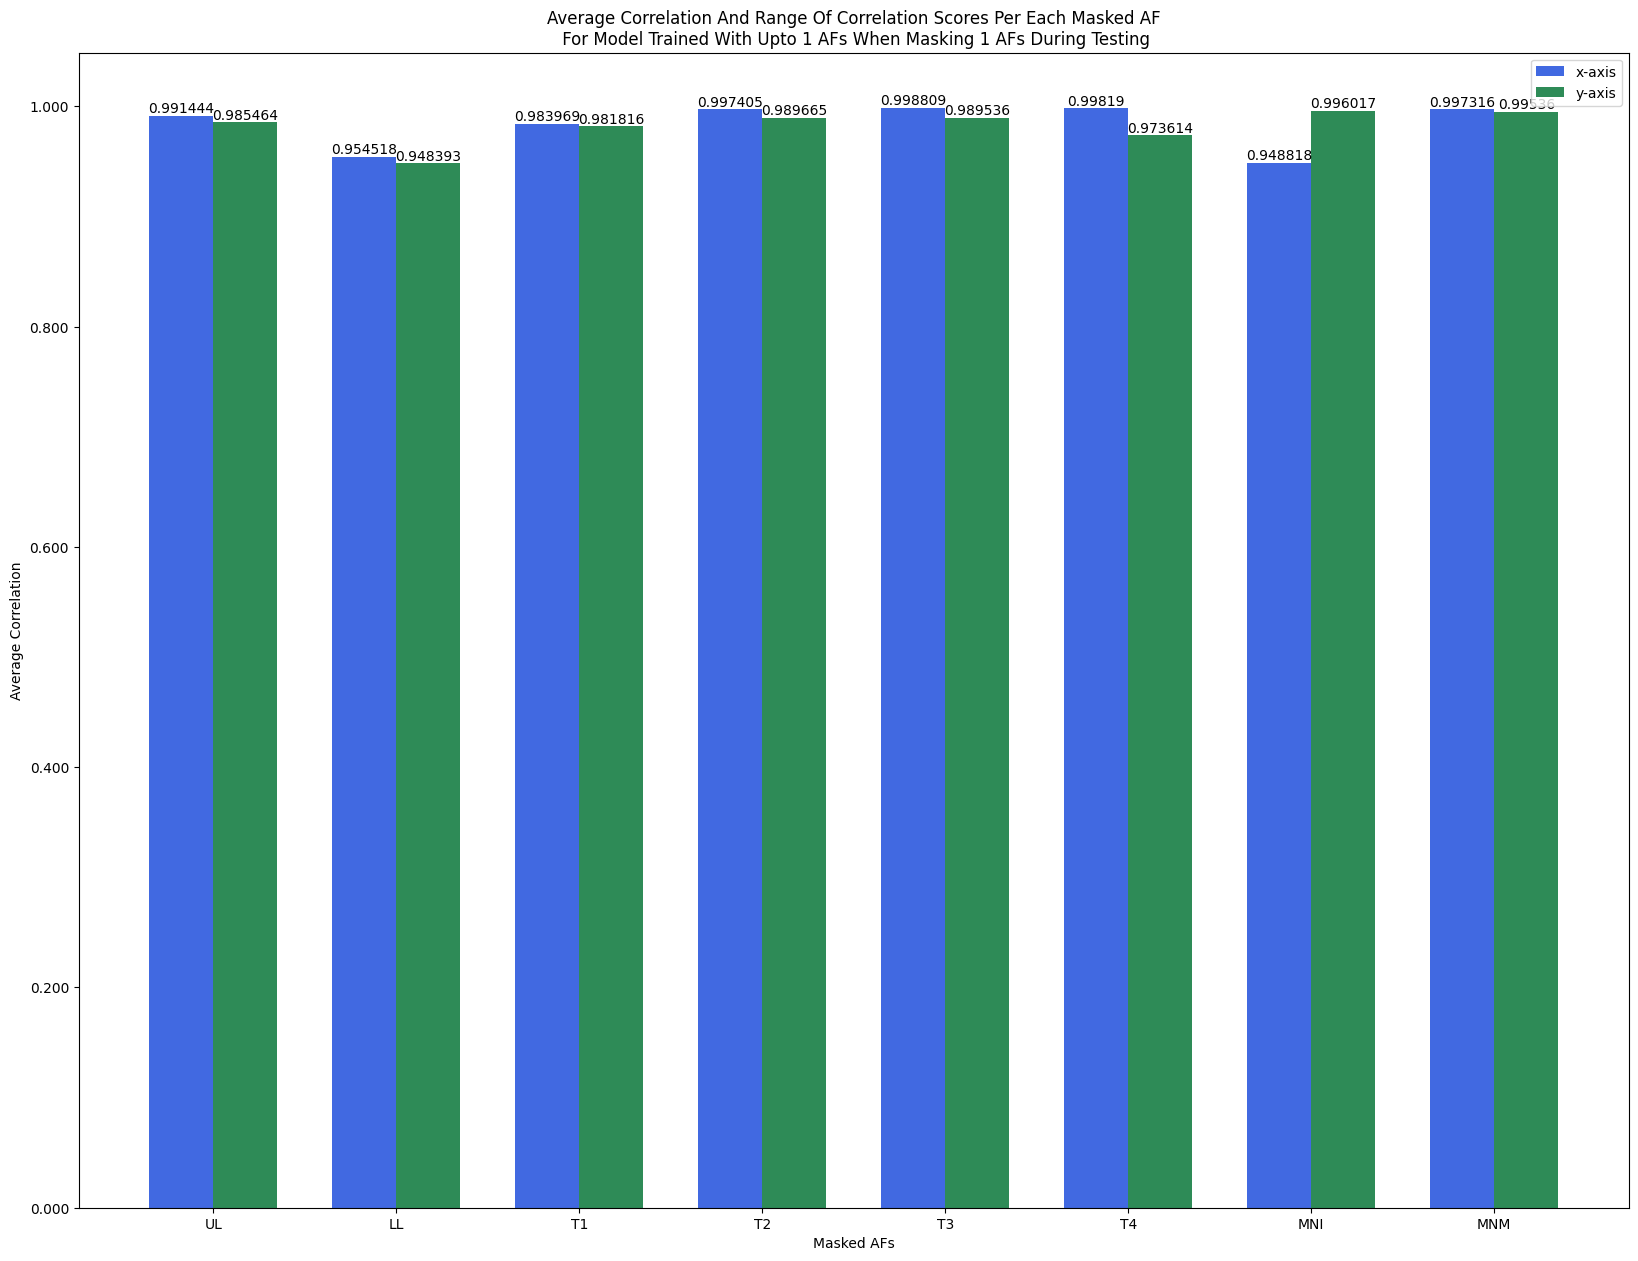 Average Correlation And Range Of Correlation Scores Per Each Masked AF
For Model Trained With Upto 1 AFs When Masking 1 AFs During Testing
x-axis
y-axis
1.000
0.800
0.600
0.400
0.200
0.000
Average Correlation
0.991444
0.985464
0.954518
0.948393
0.983969
0.981816
0.997405
0.989665
0.998809
0.989536
0.99819
0.973614
0.948818
0.996017
0.997316
0.99536
UL
LL
T1
T2
T3
T4
MNI
MNM
Masked AFs